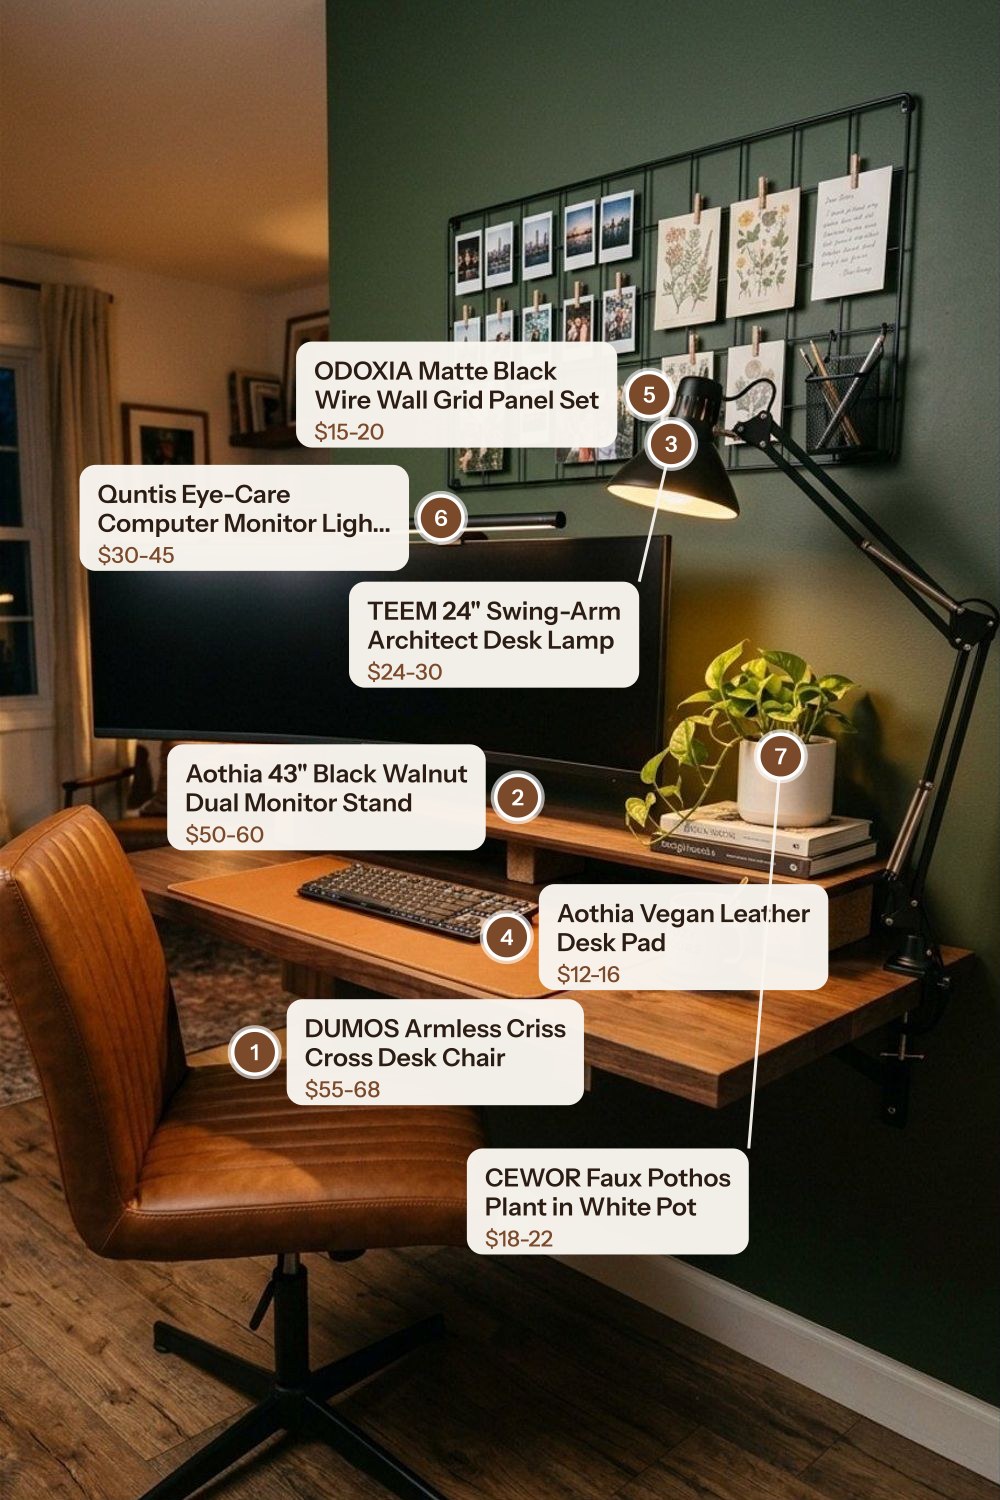 ODOXIA Matte Black
Wire Wall Grid Panel Set
$15-20
5
3
Quntis Eye-Care
Computer Monitor Ligh...
$30-45
6
TEEM 24" Swing-Arm
Architect Desk Lamp
$24-30
7
Aothia 43" Black Walnut
Dual Monitor Stand
$50-60
2
Aothia Vegan Leather
Desk Pad
$12-16
4
DUMOS Armless Criss
Cross Desk Chair
$55-68
1
CEWOR Faux Pothos
Plant in White Pot
$18-22